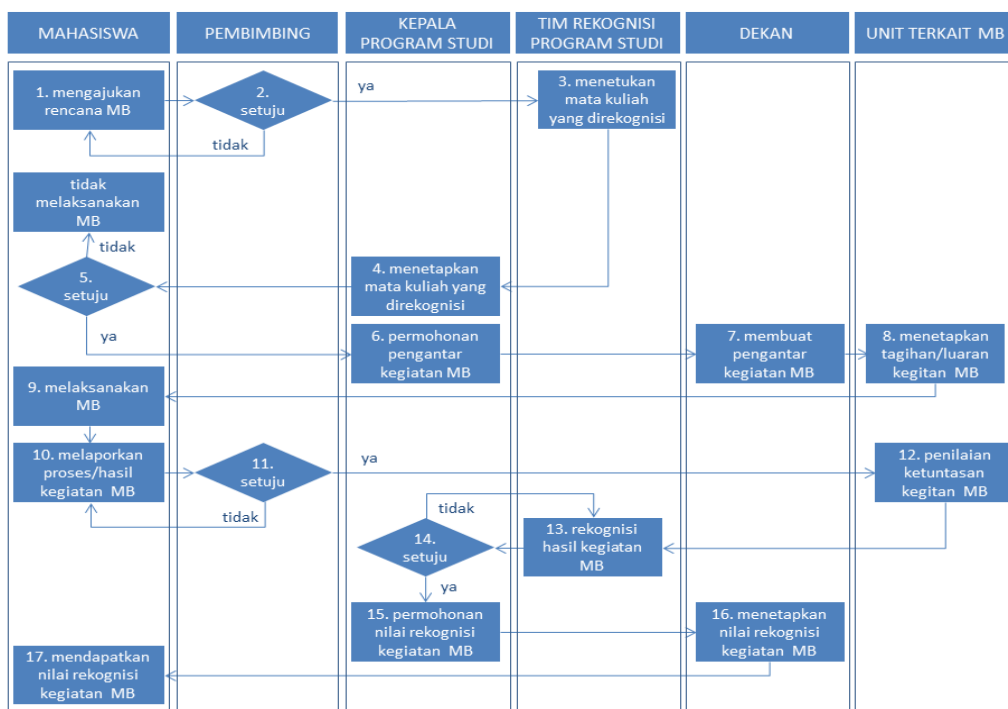 MAHASISWA
PEMBIMBING
KEPALA
PROGRAM STUDI
TIM REKOGNISI
PROGRAM STUDI
DEKAN
UNIT TERKAIT MB
1. mengajukan
rencana MB
2.
setuju
ya
3. menetukan
mata kuliah
yang direkognisi
tidak
tidak
melaksanakan
MB
tidak
5.
setuju
4. menetapkan
mata kuliah yang
direkognisi
ya
6. permohonan
pengantar
kegiatan MB
7. membuat
pengantar
kegiatan MB
8. menetapkan
tagihan/luaran
kegitan MB
9. melaksanakan
MB
10. melaporkan
proses/hasil
kegiatan MB
11.
setuju
ya
12. penilaian
ketuntasan
kegitan MB
tidak
tidak
14.
setuju
13. rekognisi
hasil kegiatan
MB
ya
15. permohonan
nilai rekognisi
kegiatan MB
16. menetapkan
nilai rekognisi
kegiatan MB
17. mendapatkan
nilai rekognisi
kegiatan MB